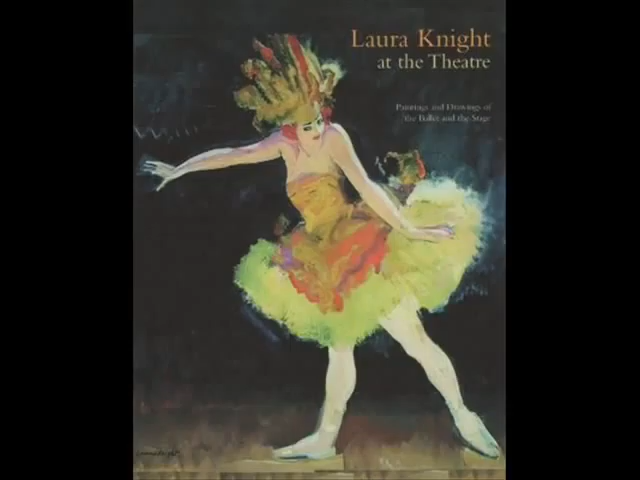 Laura Knight
at the Theatre
Paintings and Drawings of
the Ballet and the Stage